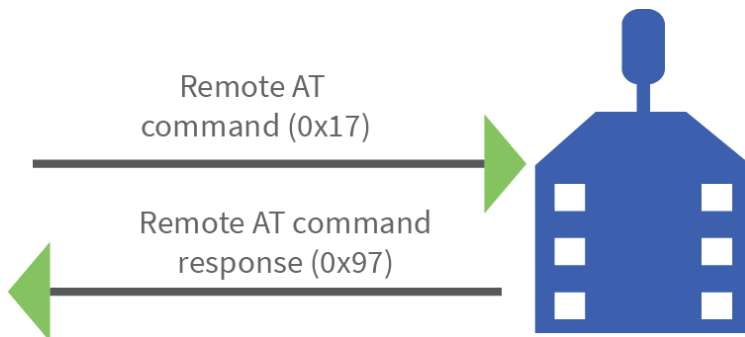 Remote AT
command (0x17)
Remote AT command
response (0x97)